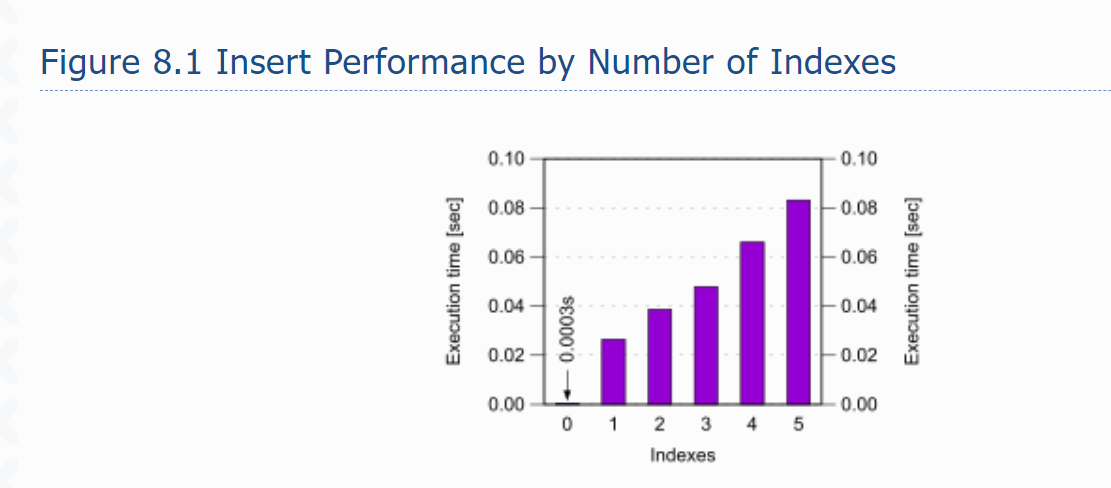 Figure 8.1 Insert Performance by Number of Indexes
0.10
0.08
0.06
0.04
0.02
0.00
Execution time [sec]
0.0003s
0.10
0.08
0.06
0.04
0.02
0.00
Execution time [sec]
0 1 2 3 4 5
Indexes